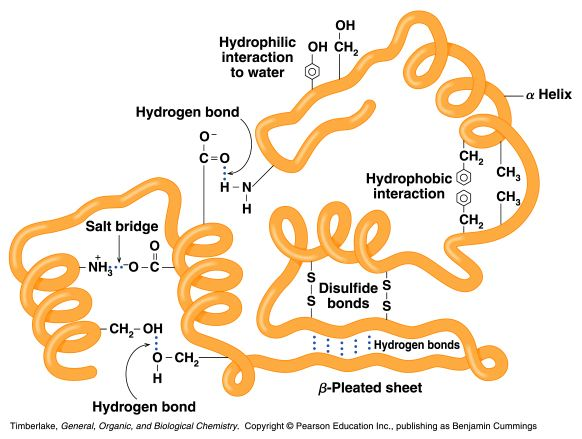 OH
OH CH2
Hydrophilic
interaction
to water
α Helix
Hydrogen bond
O−
C=O
H−N
H
CH2
CH3
Hydrophobic
interaction
CH3
CH2
Salt bridge
+
NH3 −O−C
O
S S
S S
Disulfide
bonds
CH2−OH
O−CH2
H
Hydrogen bonds
β-Pleated sheet
Hydrogen bond
Timberlake, General, Organic, and Biological Chemistry. Copyright © Pearson Education Inc., publishing as Benjamin Cummings